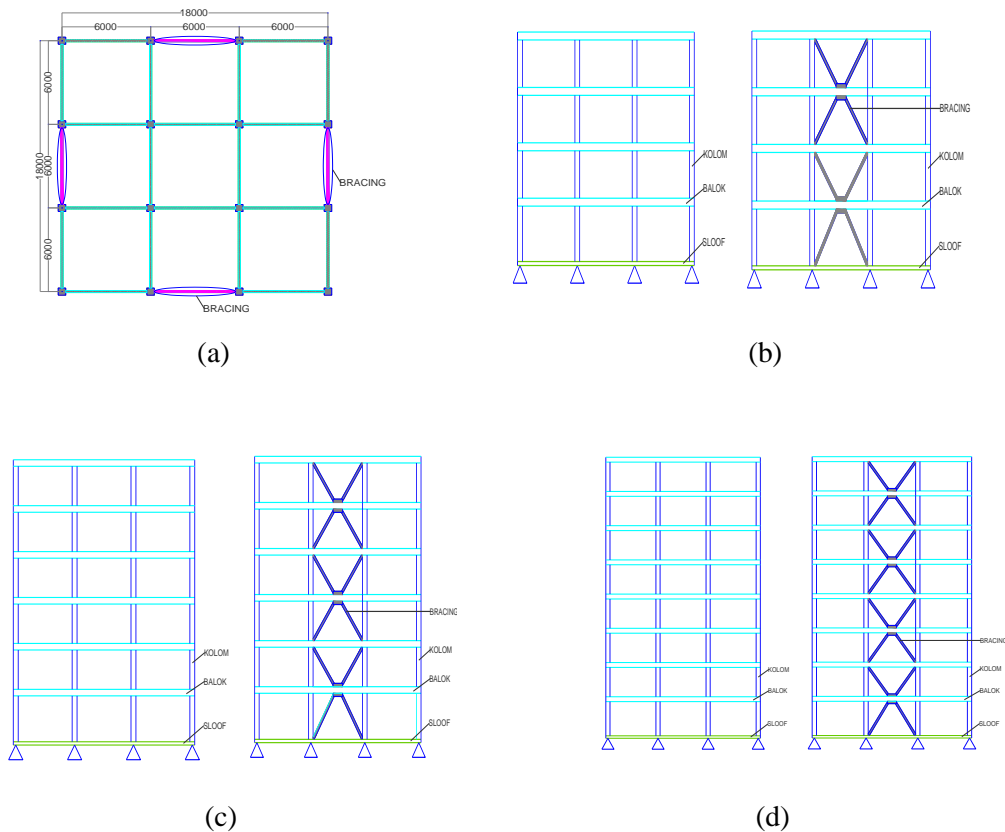 18000
6000 6000 6000
6000
18000
6000
6000
BRACING
BRACING
(a)
BRACING
KOLOM
KOLOM
BALOK
BALOK
SLOOF
SLOOF
(b)
BRACING
KOLOM
KOLOM
BALOK
BALOK
SLOOF
SLOOF
(c)
BRACING
KOLOM
KOLOM
BALOK
BALOK
SLOOF
SLOOF
(d)